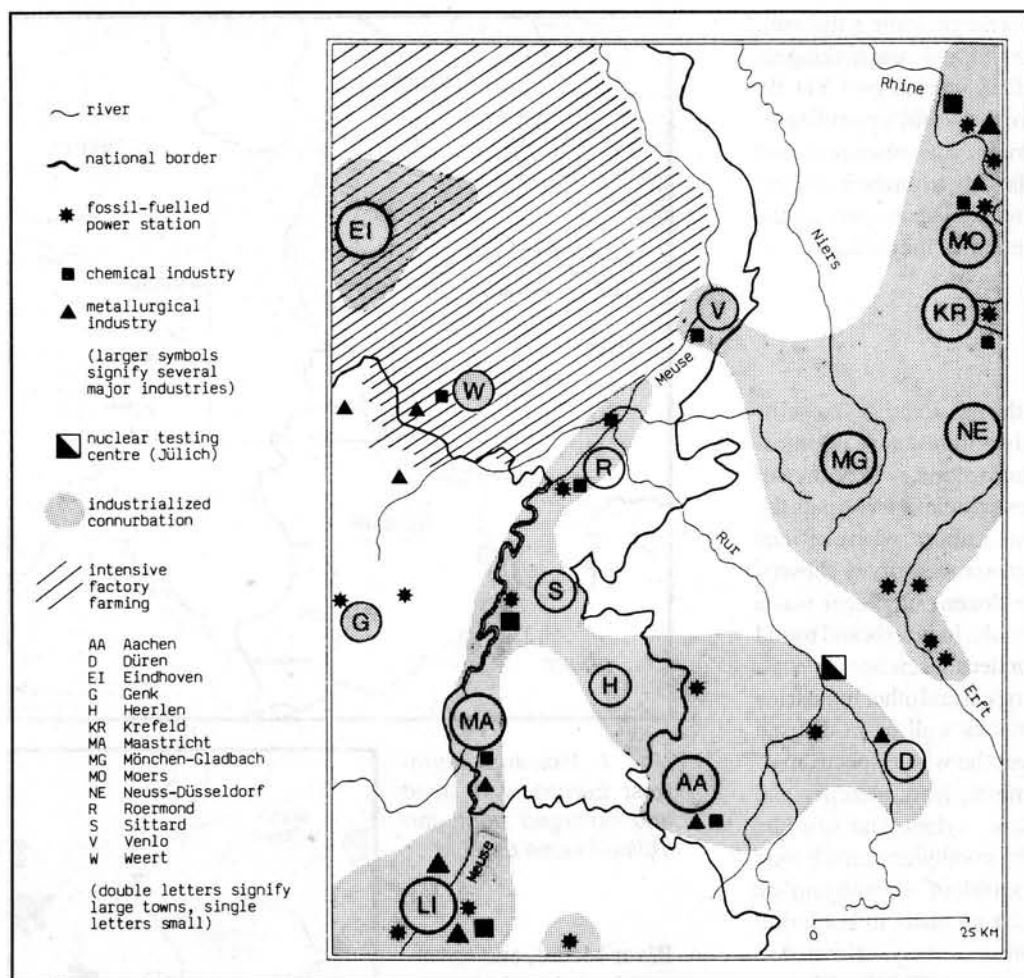 river
national border
fossil-fuelled
power station
chemical industry
metallurgical
industry
(larger symbols
signify several
major industries)
nuclear testing
centre (Jülich)
industrialized
connurbation
intensive
factory
farming
AA Aachen
D Düren
EI Eindhoven
G Genk
H Heerlen
KR Krefeld
MA Maastricht
MG Mönchen-Gladbach
MO Moers
NE Neuss-Düsseldorf
R Roermond
S Sittard
V Venlo
W Weert
(double letters signify
large towns, single
letters small)
Rhine
EI
MO
Niers
V
KR
Meuse
W
NE
MG
R
Rur
S
G
H
Erft
MA
D
AA
Meuse
LI
0 25 KM